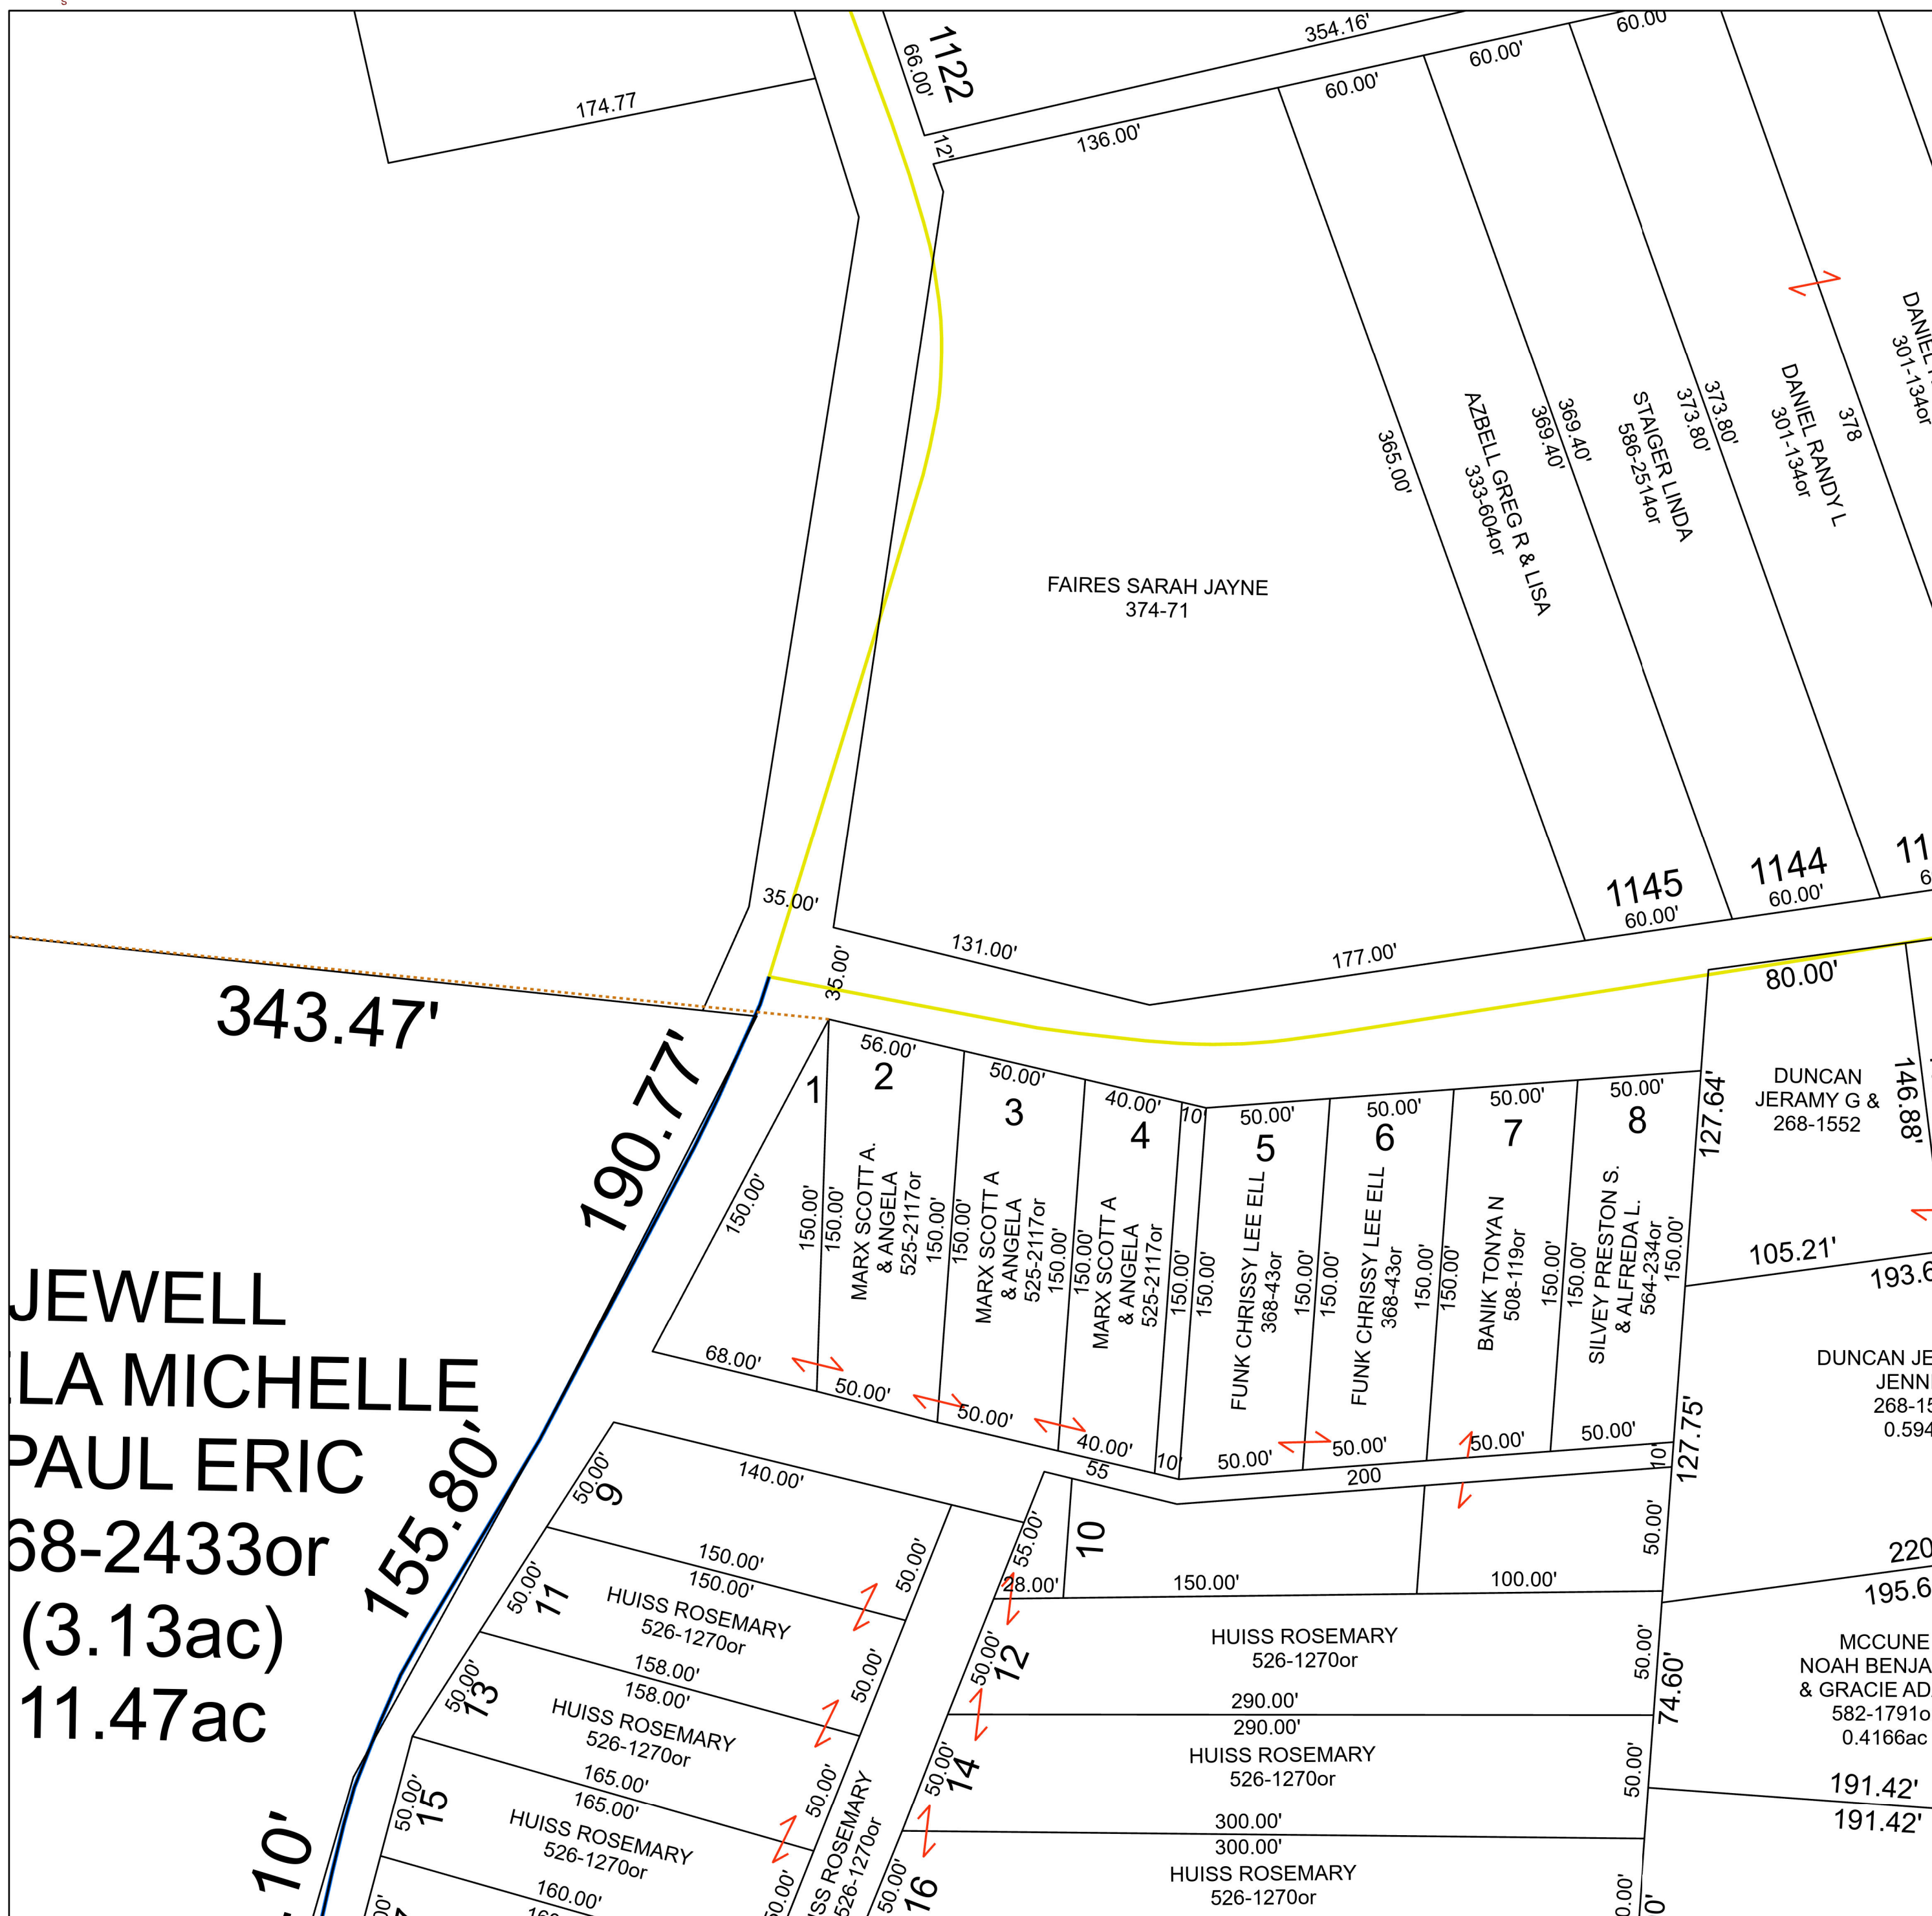 s
1122
66.00'
354.16'
60.00
60.00'
60.00'
174.77
12'
136.00'
365.00'
AZBELL GREG R & LISA
333-604or
369.40'
369.40'
STAIGER LINDA
586-2514or
373.80'
373.80'
DANIEL RANDY L
301-134or
378
DANIEL
301-134or
FAIRES SARAH JAYNE
374-71
1145
60.00'
1144
60.00'
11
6
35.00'
35.00'
131.00'
177.00'
343.47'
190.77'
80.00'
56.00'
50.00'
40.00'
10'
50.00'
50.00'
50.00'
50.00'
1
2
3
4
5
6
7
8
127.64'
DUNCAN
JERAMY G &
268-1552
146.88'
150.00'
150.00'
150.00'
MARX SCOTT A.
& ANGELA
525-2117or
150.00'
150.00'
MARX SCOTT A
& ANGELA
525-2117or
150.00'
150.00'
MARX SCOTT A
& ANGELA
525-2117or
150.00'
150.00'
FUNK CHRISSY LEE ELL
368-43or
150.00'
150.00'
FUNK CHRISSY LEE ELL
368-43or
150.00'
150.00'
BANIK TONYA N
508-119or
150.00'
150.00'
SILVEY PRESTON S.
& ALFREDA L.
564-234or
150.00'
105.21'
193.6
68.00'
50.00'
50.00'
40.00'
10'
50.00'
50.00'
50.00'
50.00'
10'
127.75'
DUNCAN JE
JENN
268-15
0.594
JEWELL
LA MICHELLE
PAUL ERIC
68-2433or
(3.13ac)
11.47ac
155.80'
10'
55
200
50.00'
9
140.00'
50.00'
55.00'
10
28.00'
150.00'
100.00'
50.00'
220
195.6
150.00'
150.00'
50.00'
11
HUISS ROSEMARY
526-1270or
50.00'
158.00'
158.00'
50.00'
13
HUISS ROSEMARY
526-1270or
50.00'
165.00'
165.00'
50.00'
15
HUISS ROSEMARY
526-1270or
50.00'
160.00'
SS ROSEMARY
526-1270or
50.00'
12
HUISS ROSEMARY
526-1270or
50.00'
290.00'
290.00'
50.00'
14
HUISS ROSEMARY
526-1270or
50.00'
300.00'
300.00'
50.00'
16
HUISS ROSEMARY
526-1270or
74.60'
MCCUNE
NOAH BENJA
& GRACIE AD
582-1791o
0.4166ac
191.42'
191.42'